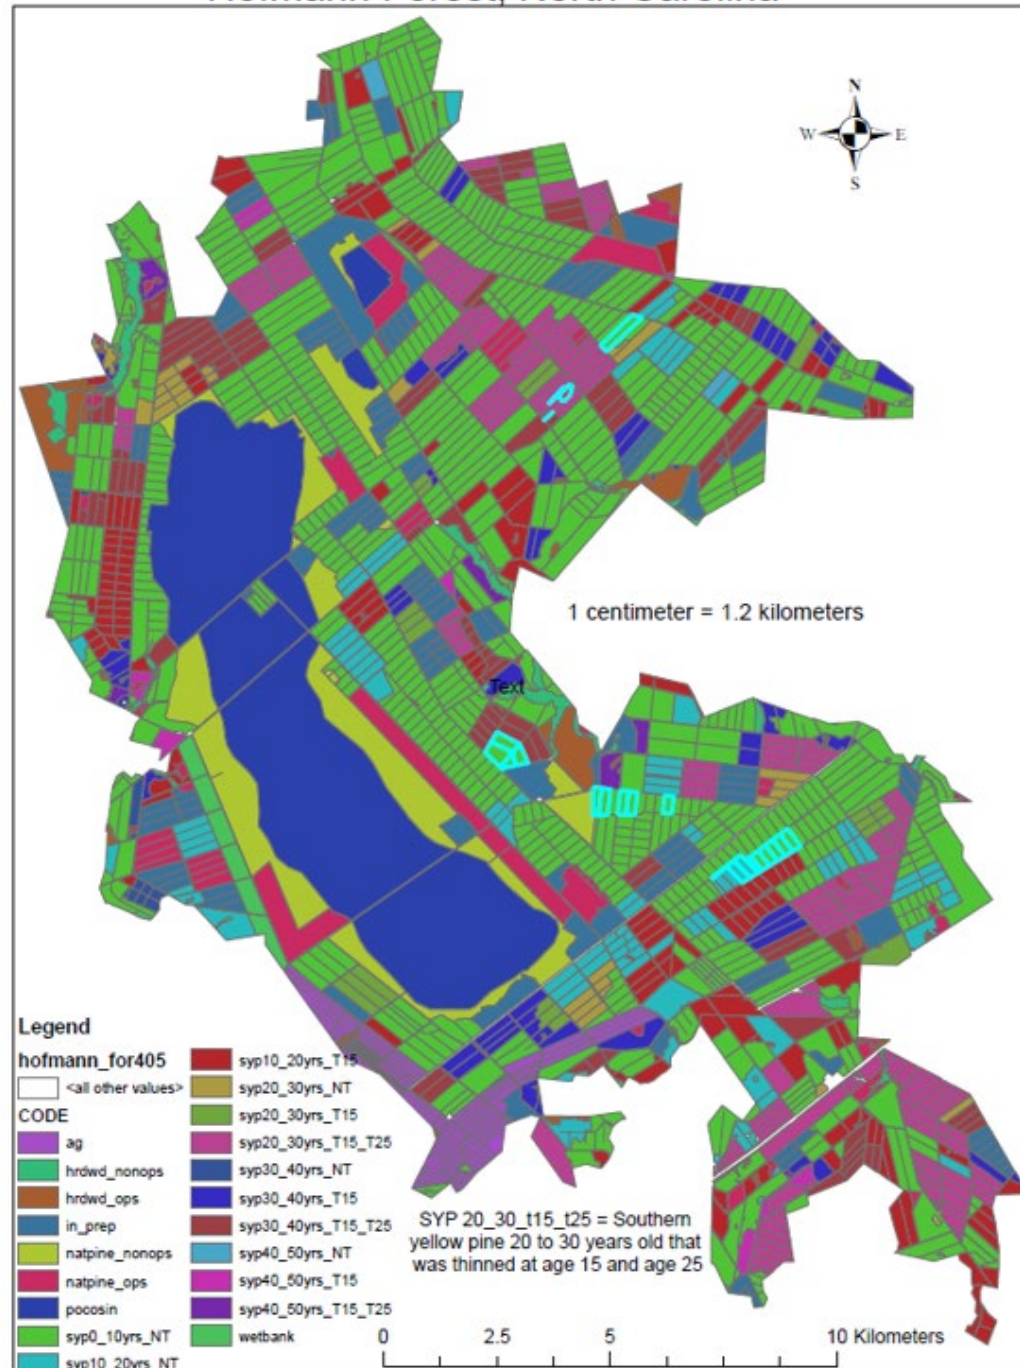 Hofmann Forest, North Carolina
N
W E
S
1 centimeter = 1.2 kilometers
Text
Legend
hofmann_for405
<all other values>
CODE
ag
hrdwd_nonops
hrdwd_ops
in_prep
natpine_nonops
natpine_ops
pocosin
syp0_10yrs_NT
syp10_20yrs_NT
syp10_20yrs_T15
syp20_30yrs_NT
syp20_30yrs_T15
syp20_30yrs_T15_T25
syp30_40yrs_NT
syp30_40yrs_T15
syp30_40yrs_T15_T25
syp40_50yrs_NT
syp40_50yrs_T15
syp40_50yrs_T15_T25
wetbank
SYP 20_30_t15_t25 = Southern
yellow pine 20 to 30 years old that
was thinned at age 15 and age 25
0 2.5 5 10 Kilometers